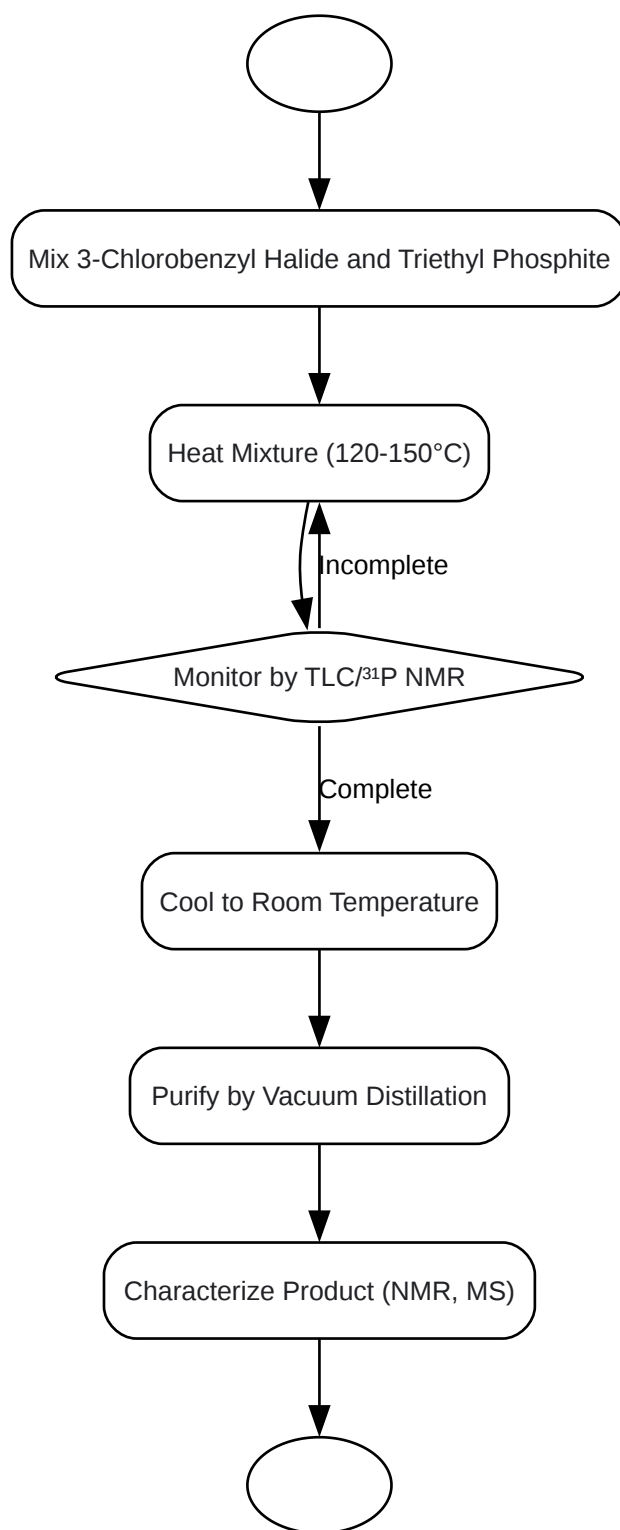 Mix 3-Chlorobenzyl Halide and Triethyl Phosphite
Heat Mixture (120-150°C)
Incomplete
Monitor by TLC/³¹P NMR
Complete
Cool to Room Temperature
Purify by Vacuum Distillation
Characterize Product (NMR, MS)